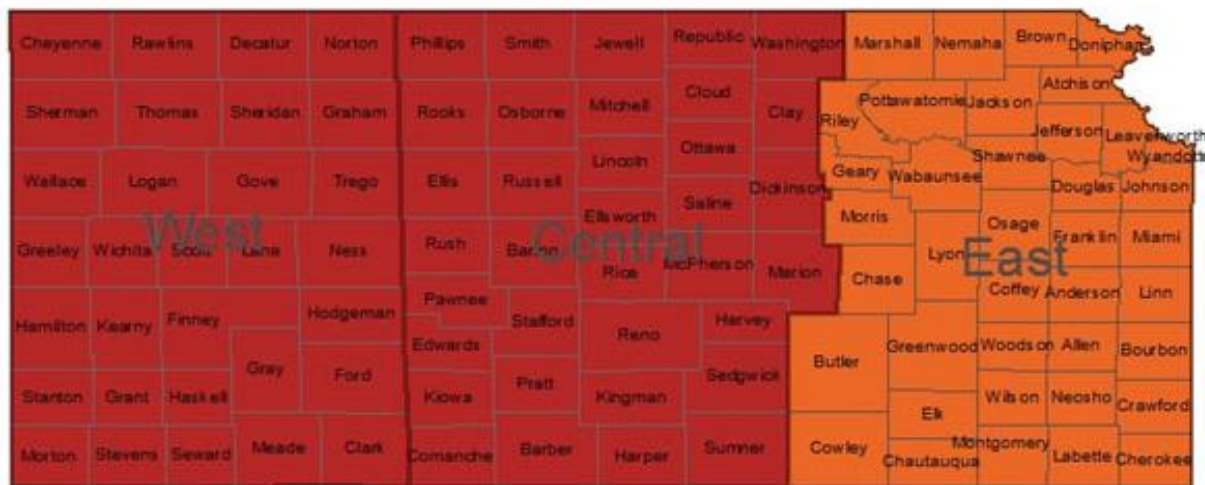 Cheyenne Rawlins Decatur Norton Phillips Smith Jewell Republic Washington Marshall Nemaha Brown Doniphan
Atchison
Sherman Thomas Sheridan Graham Rooks Osborne Mitchell Cloud Clay Riley Pottawatomie Jackson
Jefferson Leavenworth
Wyandotte
Wallace Logan Gove Trego Ellis Russell Lincoln Ottawa Dickinson Geary Wabaunsee Shawnee Douglas Johnson
Ellsworth Saline Morris
West Central East
Greeley Wichita Scott Lane Ness Rush Barton Rice McPherson Marion Chase Lyon Osage Franklin Miami
Coffey Anderson Linn
Hamilton Kearny Finney Hodgeman Pawnee Stafford Reno Harvey
Edwards Butler Greenwood Woodson Allen Bourbon
Gray Ford Sedgwick
Stanton Grant Haskell Kiowa Pratt Kingman Elk Wilson Neosho Crawford
Morton Stevens Seward Meade Clark Comanche Barber Harper Sumner Cowley Chautauqua Montgomery Labette Cherokee